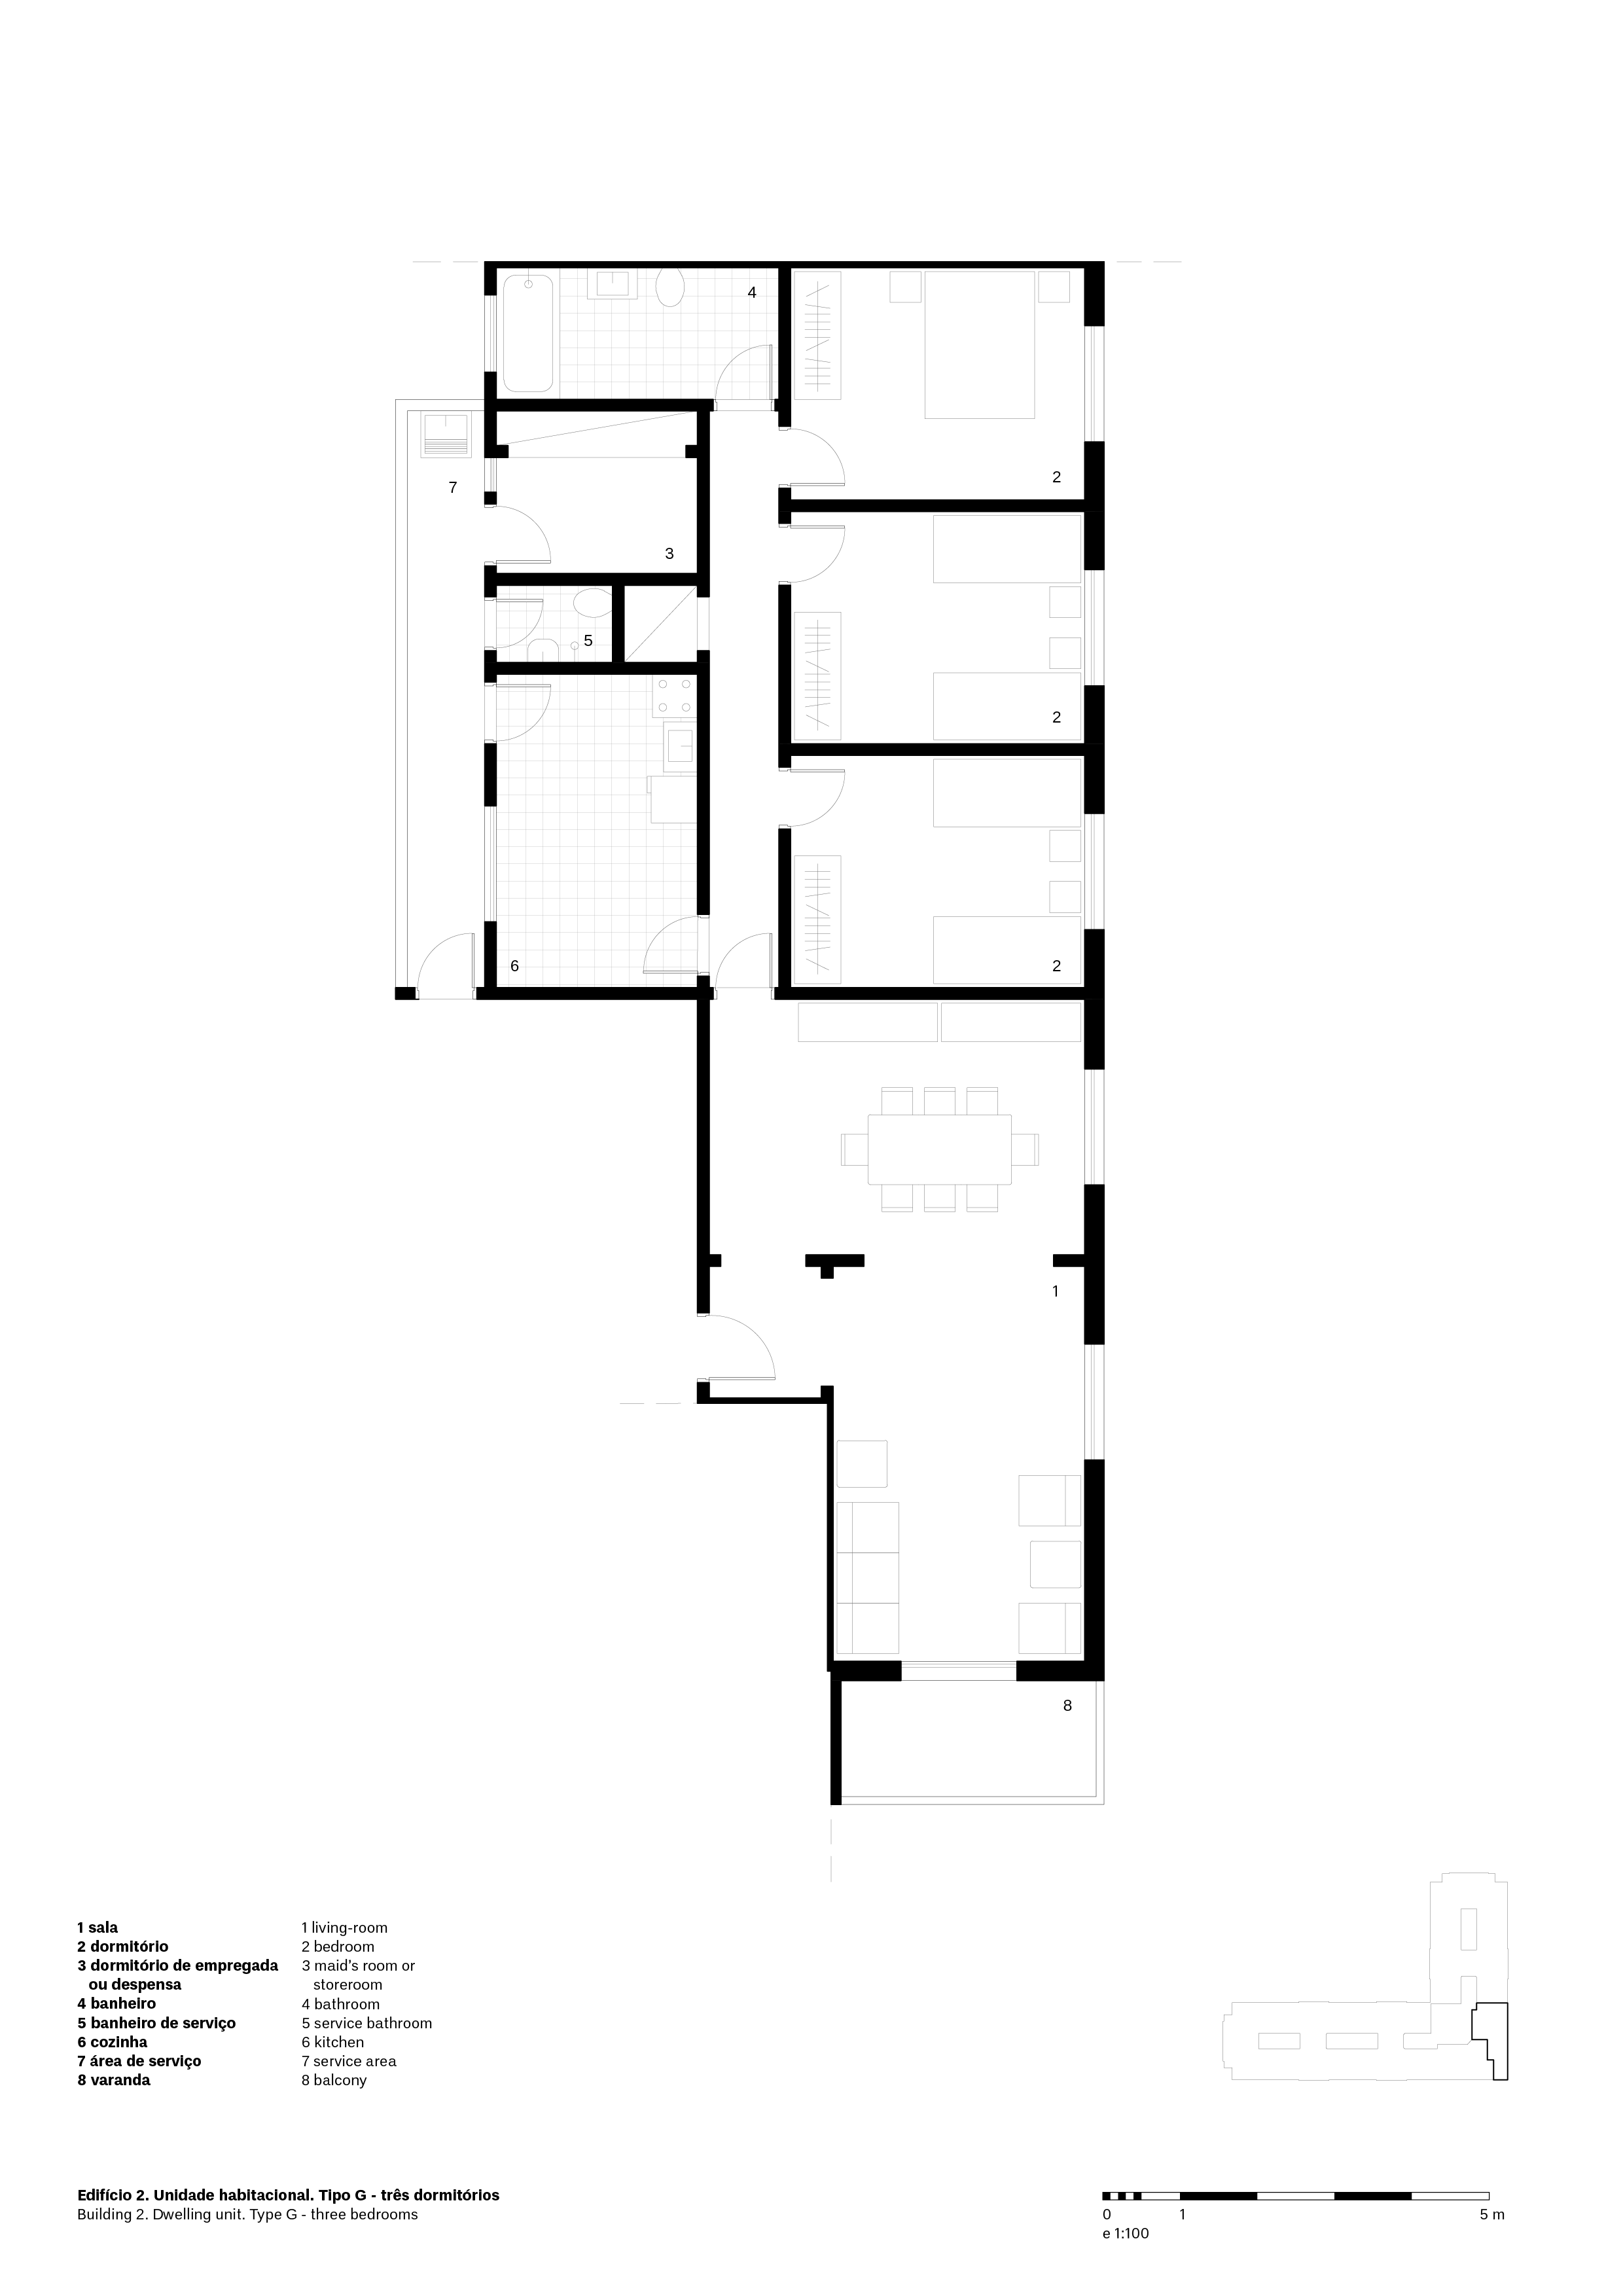 4
2
7
3
5
2
6
2
1
8
1 sala
2 dormitório
3 dormitório de empregada
ou despensa
4 banheiro
5 banheiro de serviço
6 cozinha
7 área de serviço
8 varanda
1 living-room
2 bedroom
3 maid's room or
storeroom
4 bathroom
5 service bathroom
6 kitchen
7 service area
8 balcony
Edifício 2. Unidade habitacional. Tipo G - três dormitórios
Building 2. Dwelling unit. Type G - three bedrooms
0 1 5 m
e 1:100